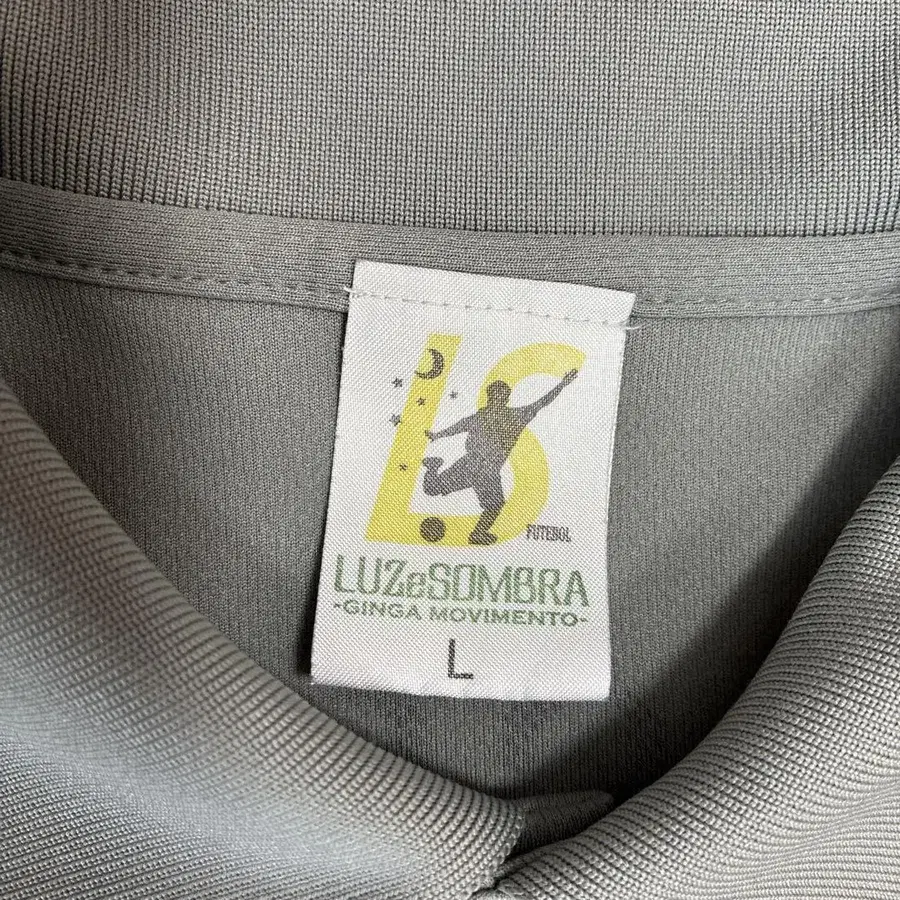 LS
FUTEBOL
LUZeSOMBRA
-GINGA MOVIMENTO-
L